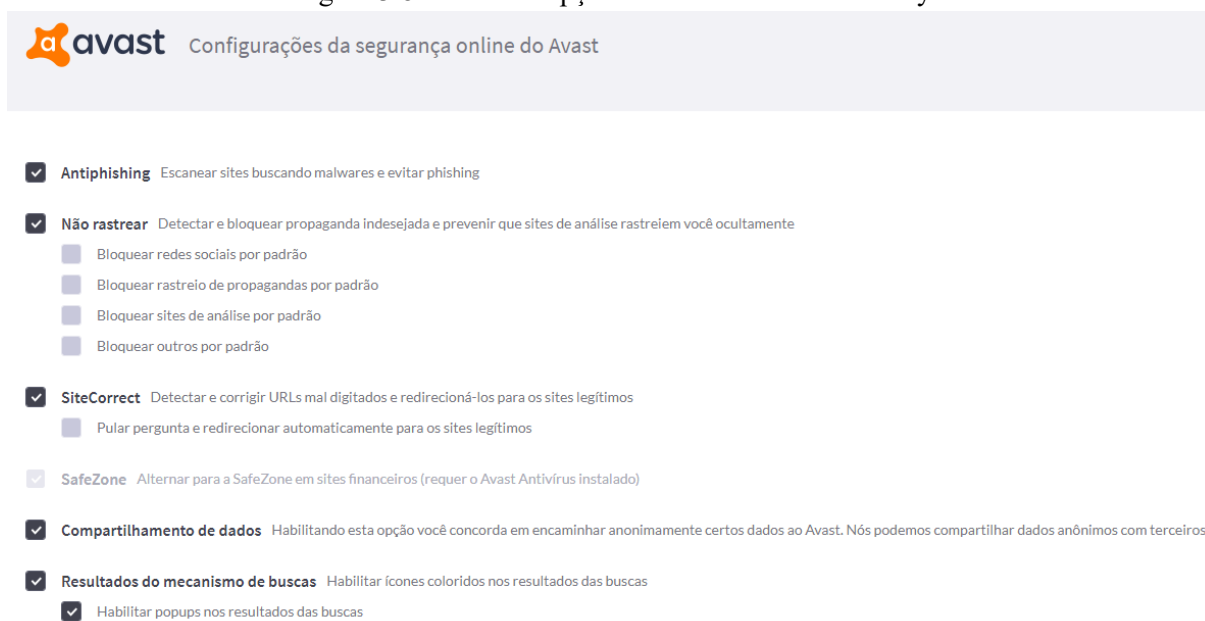 avast Configurações da segurança online do Avast
Antiphishing Escanear sites buscando malwares e evitar phishing
Não rastrear Detectar e bloquear propaganda indesejada e prevenir que sites de análise rastreiem você ocultamente
Bloquear redes sociais por padrão
Bloquear rastreio de propagandas por padrão
Bloquear sites de análise por padrão
Bloquear outros por padrão
SiteCorrect Detectar e corrigir URLs mal digitados e redirecioná-los para os sites legítimos
Pular pergunta e redirecionar automaticamente para os sites legítimos
SafeZone Alternar para a SafeZone em sites financeiros (requer o Avast Antivírus instalado)
Compartilhamento de dados Habilitando esta opção você concorda em encaminhar anonimamente certos dados ao Avast. Nós podemos compartilhar dados anônimos com terceiros
Resultados do mecanismo de buscas Habilitar ícones coloridos nos resultados das buscas
Habilitar popups nos resultados das buscas